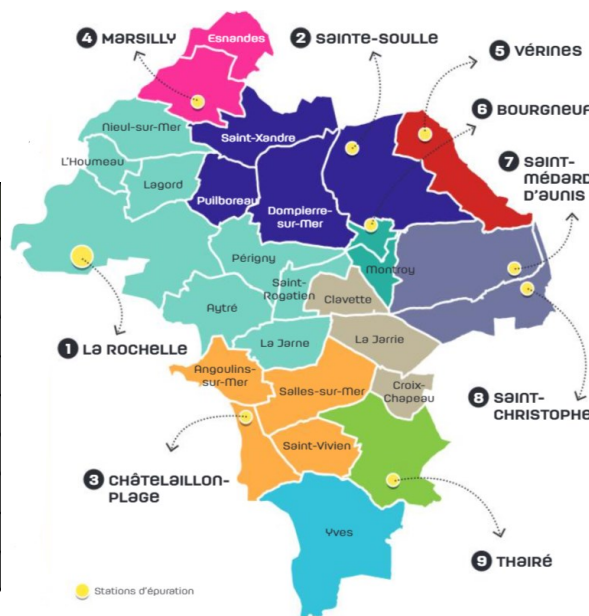 Esnandes
4 MARSILLY
2 SAINTE-SOULLE
5 VÉRINES
6 BOURGNEUF
7 SAINT-
MÉDARD
D'AUNIS
Nieul-sur-Mer
Saint-Xandre
L'Houmeau
Lagord
Puilboreau
Dompierre-
sur-Mer
Périgny
Montroy
Saint-
Rogatien
Clavette
Aytré
La Jarne
La Jarrie
1 LA ROCHELLE
Angoulins-
sur-Mer
Salles-sur-Mer
Croix-
Chapeau
8 SAINT-
CHRISTOPHE
Saint-Vivien
3 CHÂTELAILLON-
PLAGE
Yves
9 THAIRÉ
Stations d'épuration